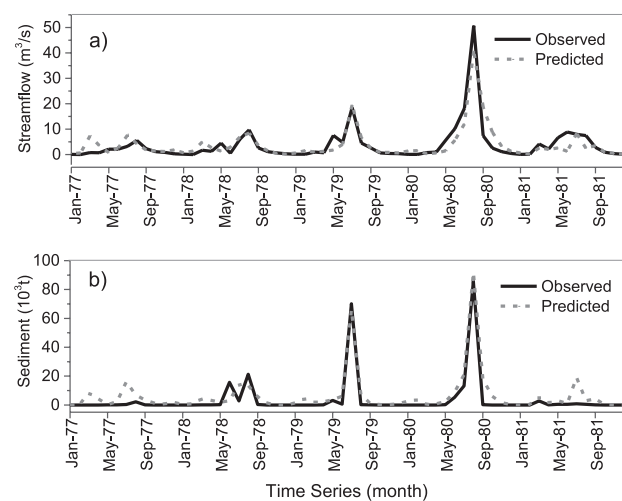 a)
Observed
Predicted
Streamflow (m³/s)
50
40
30
20
10
0
Jan-77
May-77
Sep-77
Jan-78
May-78
Sep-78
Jan-79
May-79
Sep-79
Jan-80
May-80
Sep-80
Jan-81
May-81
Sep-81
b)
Observed
Predicted
Sediment (10³t)
100
80
60
40
20
0
Jan-77
May-77
Sep-77
Jan-78
May-78
Sep-78
Jan-79
May-79
Sep-79
Jan-80
May-80
Sep-80
Jan-81
May-81
Sep-81
Time Series (month)